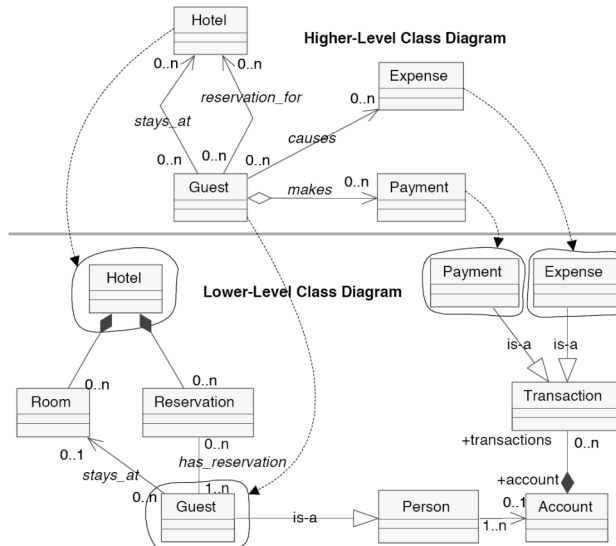 Hotel
Higher-Level Class Diagram
0..n 0..n
Expense
reservation_for
stays_at
0..n
causes
0..n 0..n 0..n
Guest
makes
0..n
Payment
Hotel
Lower-Level Class Diagram
Payment
Expense
is-a is-a
0..n 0..n
Room
Reservation
Transaction
0..1
0..n
+transactions
0..n
stays_at
has_reservation
0..n
1..n
+account
Guest
is-a
Person
0..1
1..n
Account